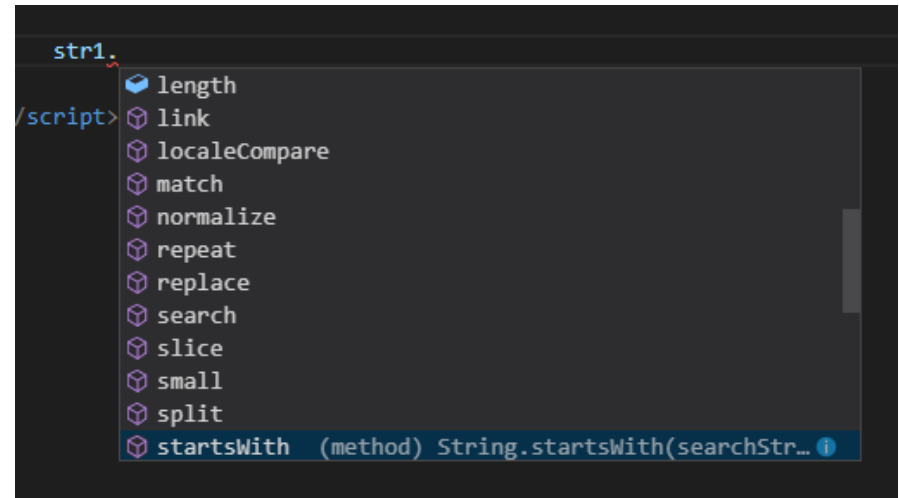 str1.
length
/script>
link
localeCompare
match
normalize
repeat
replace
search
slice
small
split
startsWith (method) String.startsWith(searchStr…